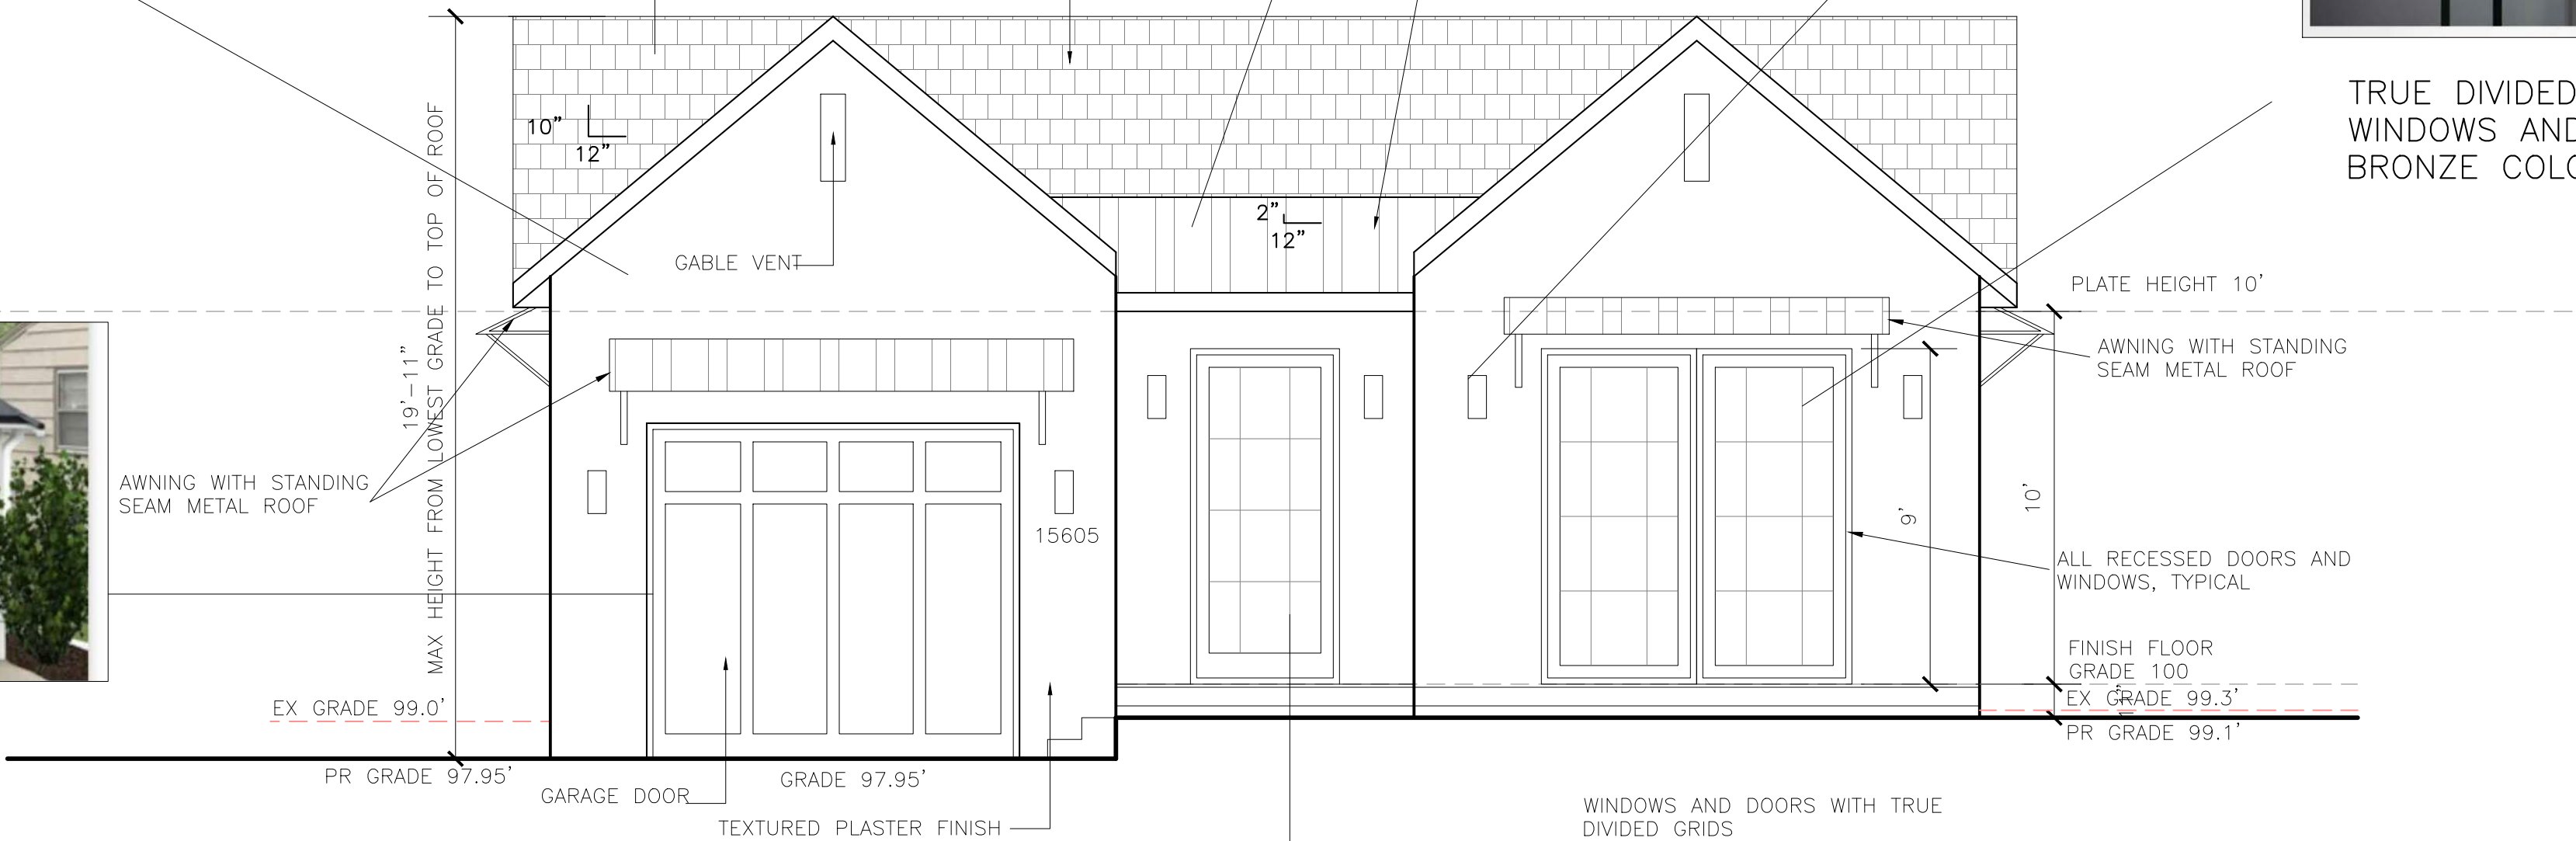 TRUE DIVIDED
WINDOWS AND
BRONZE COLO
10”
12”
MAX HEIGHT FROM LOWEST GRADE TO TOP OF ROOF
19’-11”
2”
12”
GABLE VENT
PLATE HEIGHT 10’
AWNING WITH STANDING
SEAM METAL ROOF
AWNING WITH STANDING
SEAM METAL ROOF
15605
9’
10’
ALL RECESSED DOORS AND
WINDOWS, TYPICAL
FINISH FLOOR
GRADE 100
EX GRADE 99.3’
PR GRADE 99.1’
EX GRADE 99.0’
PR GRADE 97.95’
GRADE 97.95’
GARAGE DOOR
TEXTURED PLASTER FINISH
WINDOWS AND DOORS WITH TRUE
DIVIDED GRIDS